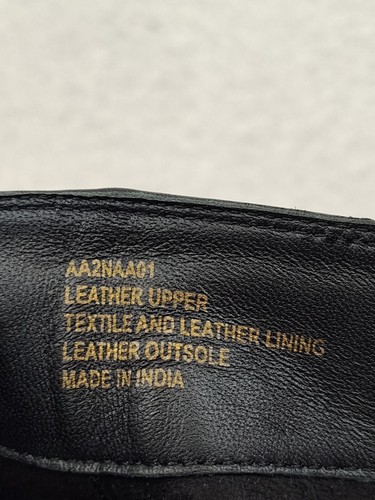 AA2NAA01
LEATHER UPPER
TEXTILE AND LEATHER LINING
LEATHER OUTSOLE
MADE IN INDIA